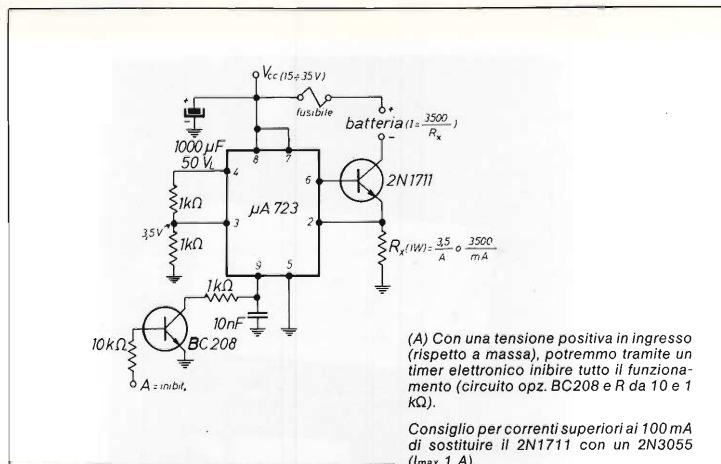 Vcc (15÷35V)
fusibile
+
batteria (I = 3500
Rx )
-
+
-
1000 µF
50 VL
8
7
4
6
2N1711
1kΩ
µA 723
3,5V
3
2
1kΩ
Rx (1W) = 3,5 o 3500
A mA
9
5
1kΩ
10nF
10kΩ
BC208
A = inibit.
(A) Con una tensione positiva in ingresso
(rispetto a massa), potremmo tramite un
timer elettronico inibire tutto il funziona-
mento (circuito opz. BC208 e R da 10 e 1
kΩ).
Consiglio per correnti superiori ai 100 mA
di sostituire il 2N1711 con un 2N3055
(Imax 1 A)